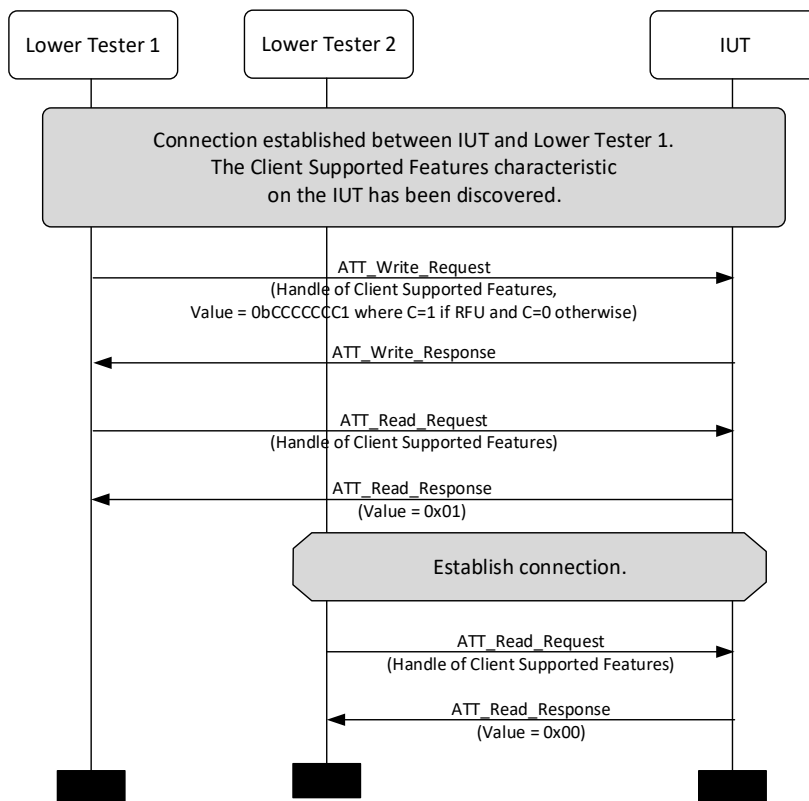 Lower Tester 1
Lower Tester 2
IUT
Connection established between IUT and Lower Tester 1.
The Client Supported Features characteristic
on the IUT has been discovered.
ATT_Write_Request
(Handle of Client Supported Features,
Value = 0bCCCCCCC1 where C=1 if RFU and C=0 otherwise)
ATT_Write_Response
ATT_Read_Request
(Handle of Client Supported Features)
ATT_Read_Response
(Value = 0x01)
Establish connection.
ATT_Read_Request
(Handle of Client Supported Features)
ATT_Read_Response
(Value = 0x00)